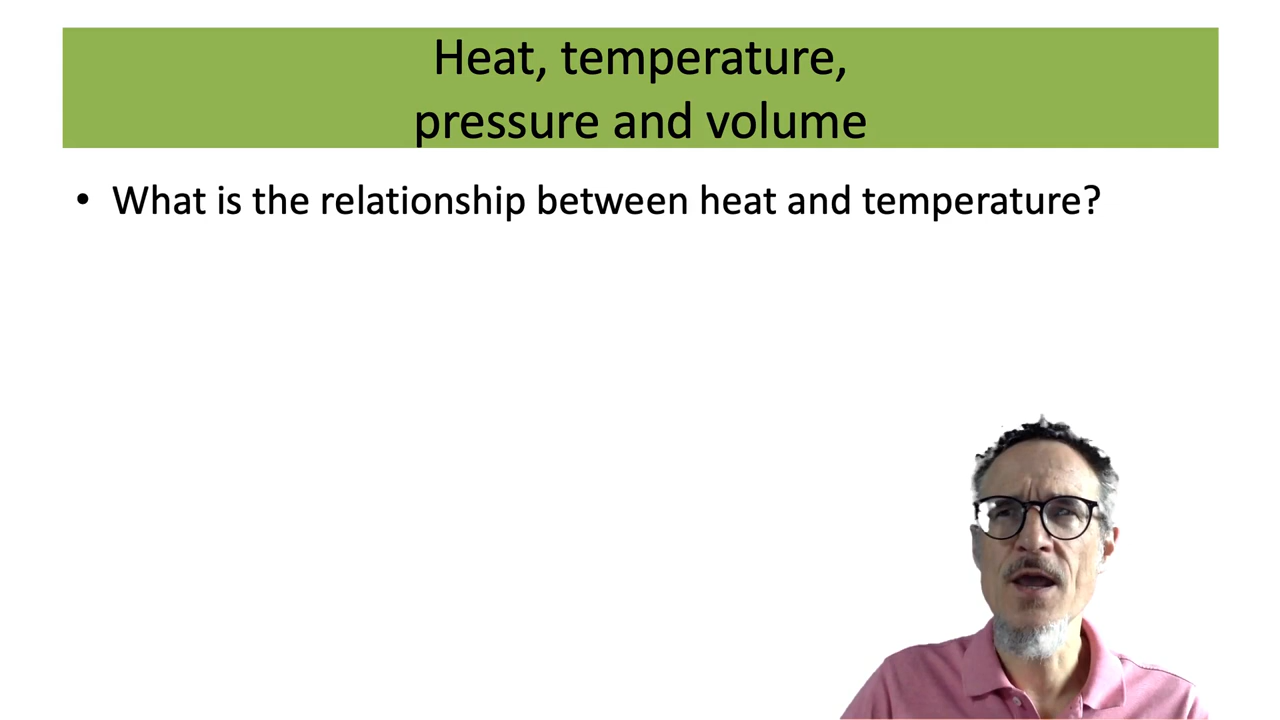 Heat, temperature,
pressure and volume
• What is the relationship between heat and temperature?